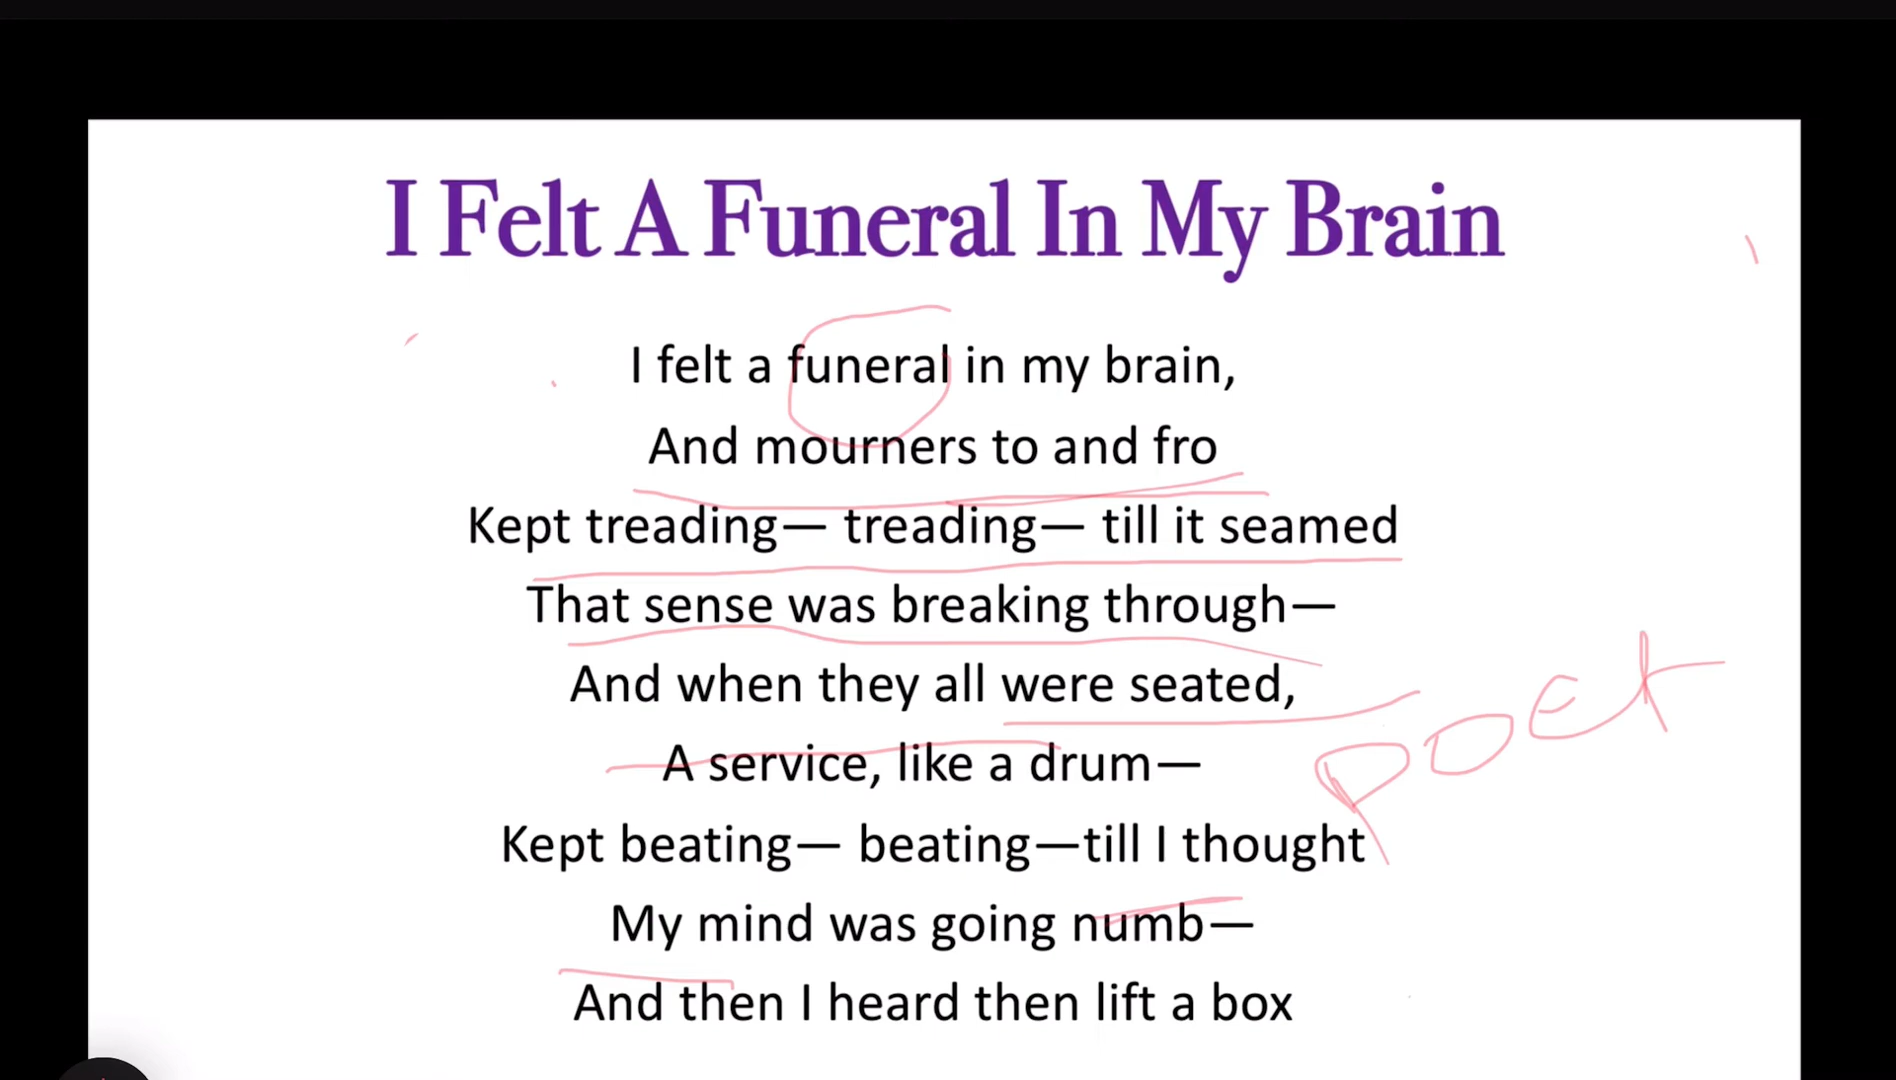 I Felt A Funeral In My Brain
I felt a funeral in my brain,
And mourners to and fro
Kept treading— treading— till it seamed
That sense was breaking through—
And when they all were seated,
poet
A service, like a drum—
Kept beating— beating—till I thought
My mind was going numb—
And then I heard then lift a box